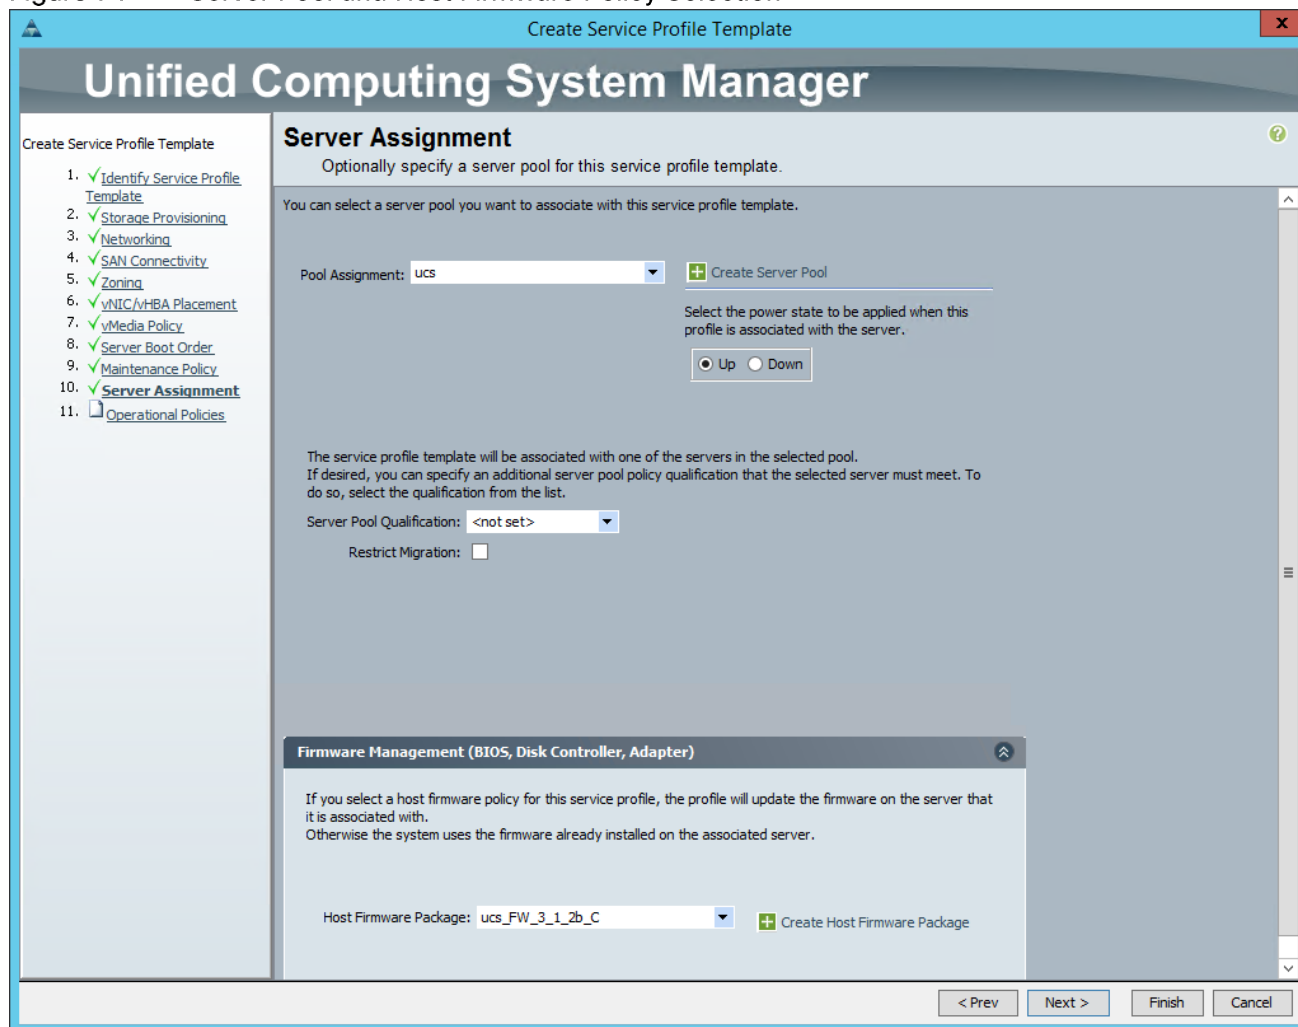 Create Service Profile Template
x
Unified Computing System Manager
Create Service Profile Template
1. Identify Service Profile
Template
2. Storage Provisioning
3. Networking
4. SAN Connectivity
5. Zoning
6. vNIC/vHBA Placement
7. vMedia Policy
8. Server Boot Order
9. Maintenance Policy
10. Server Assignment
11. Operational Policies
Server Assignment
?
Optionally specify a server pool for this service profile template.
You can select a server pool you want to associate with this service profile template.
Pool Assignment: ucs
Create Server Pool
Select the power state to be applied when this
profile is associated with the server.
Up Down
The service profile template will be associated with one of the servers in the selected pool.
If desired, you can specify an additional server pool policy qualification that the selected server must meet. To
do so, select the qualification from the list.
Server Pool Qualification: <not set>
Restrict Migration:
Firmware Management (BIOS, Disk Controller, Adapter)
If you select a host firmware policy for this service profile, the profile will update the firmware on the server that
it is associated with.
Otherwise the system uses the firmware already installed on the associated server.
Host Firmware Package: ucs_FW_3_1_2b_C
Create Host Firmware Package
< Prev Next > Finish Cancel